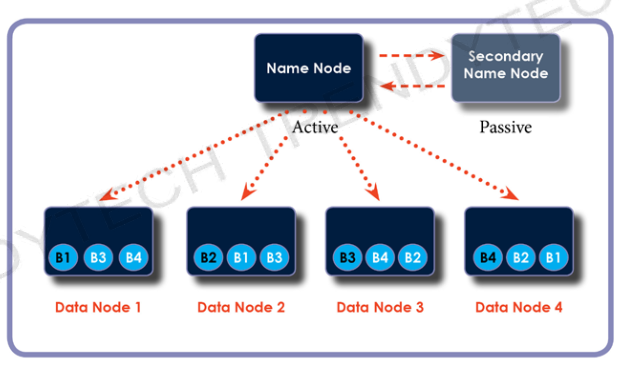 Name Node
Secondary
Name Node
Active
Passive
B1 B3 B4
B2 B1 B3
B3 B4 B2
B4 B2 B1
Data Node 1
Data Node 2
Data Node 3
Data Node 4
TRENDYTECH